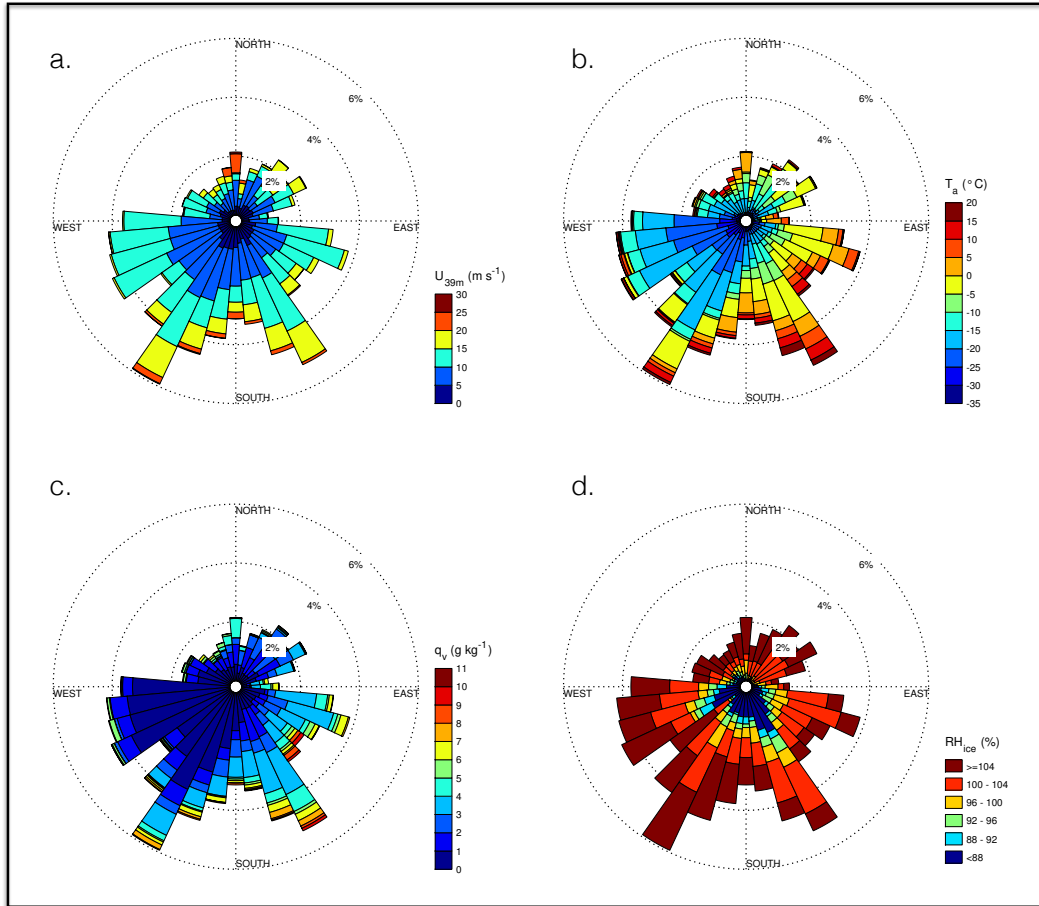 a.
NORTH
6%
4%
2%
WEST
EAST
SOUTH
U39m (m s-1)
30
25
20
15
10
5
0
b.
NORTH
6%
4%
2%
WEST
EAST
SOUTH
Ta (°C)
20
15
10
5
0
-5
-10
-15
-20
-25
-30
-35
c.
NORTH
6%
4%
2%
WEST
EAST
SOUTH
qv (g kg-1)
11
10
9
8
7
6
5
4
3
2
1
0
d.
NORTH
6%
4%
2%
WEST
EAST
SOUTH
RHice (%)
>=104
100 - 104
96 - 100
92 - 96
88 - 92
<88